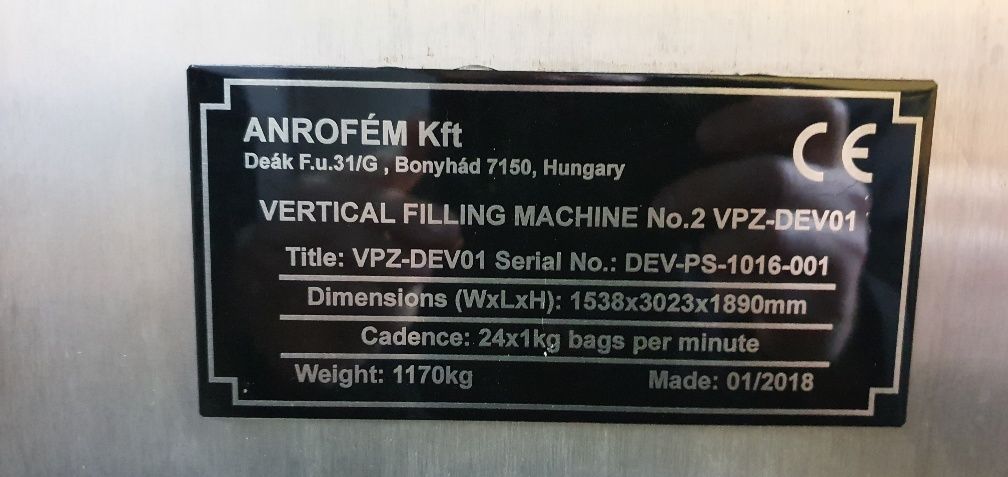 ANROFÉM Kft
CE
Deák F.u.31/G , Bonyhád 7150, Hungary
VERTICAL FILLING MACHINE No.2 VPZ-DEV01
Title: VPZ-DEV01 Serial No.: DEV-PS-1016-001
Dimensions (WxLxH): 1538x3023x1890mm
Cadence: 24x1kg bags per minute
Weight: 1170kg Made: 01/2018